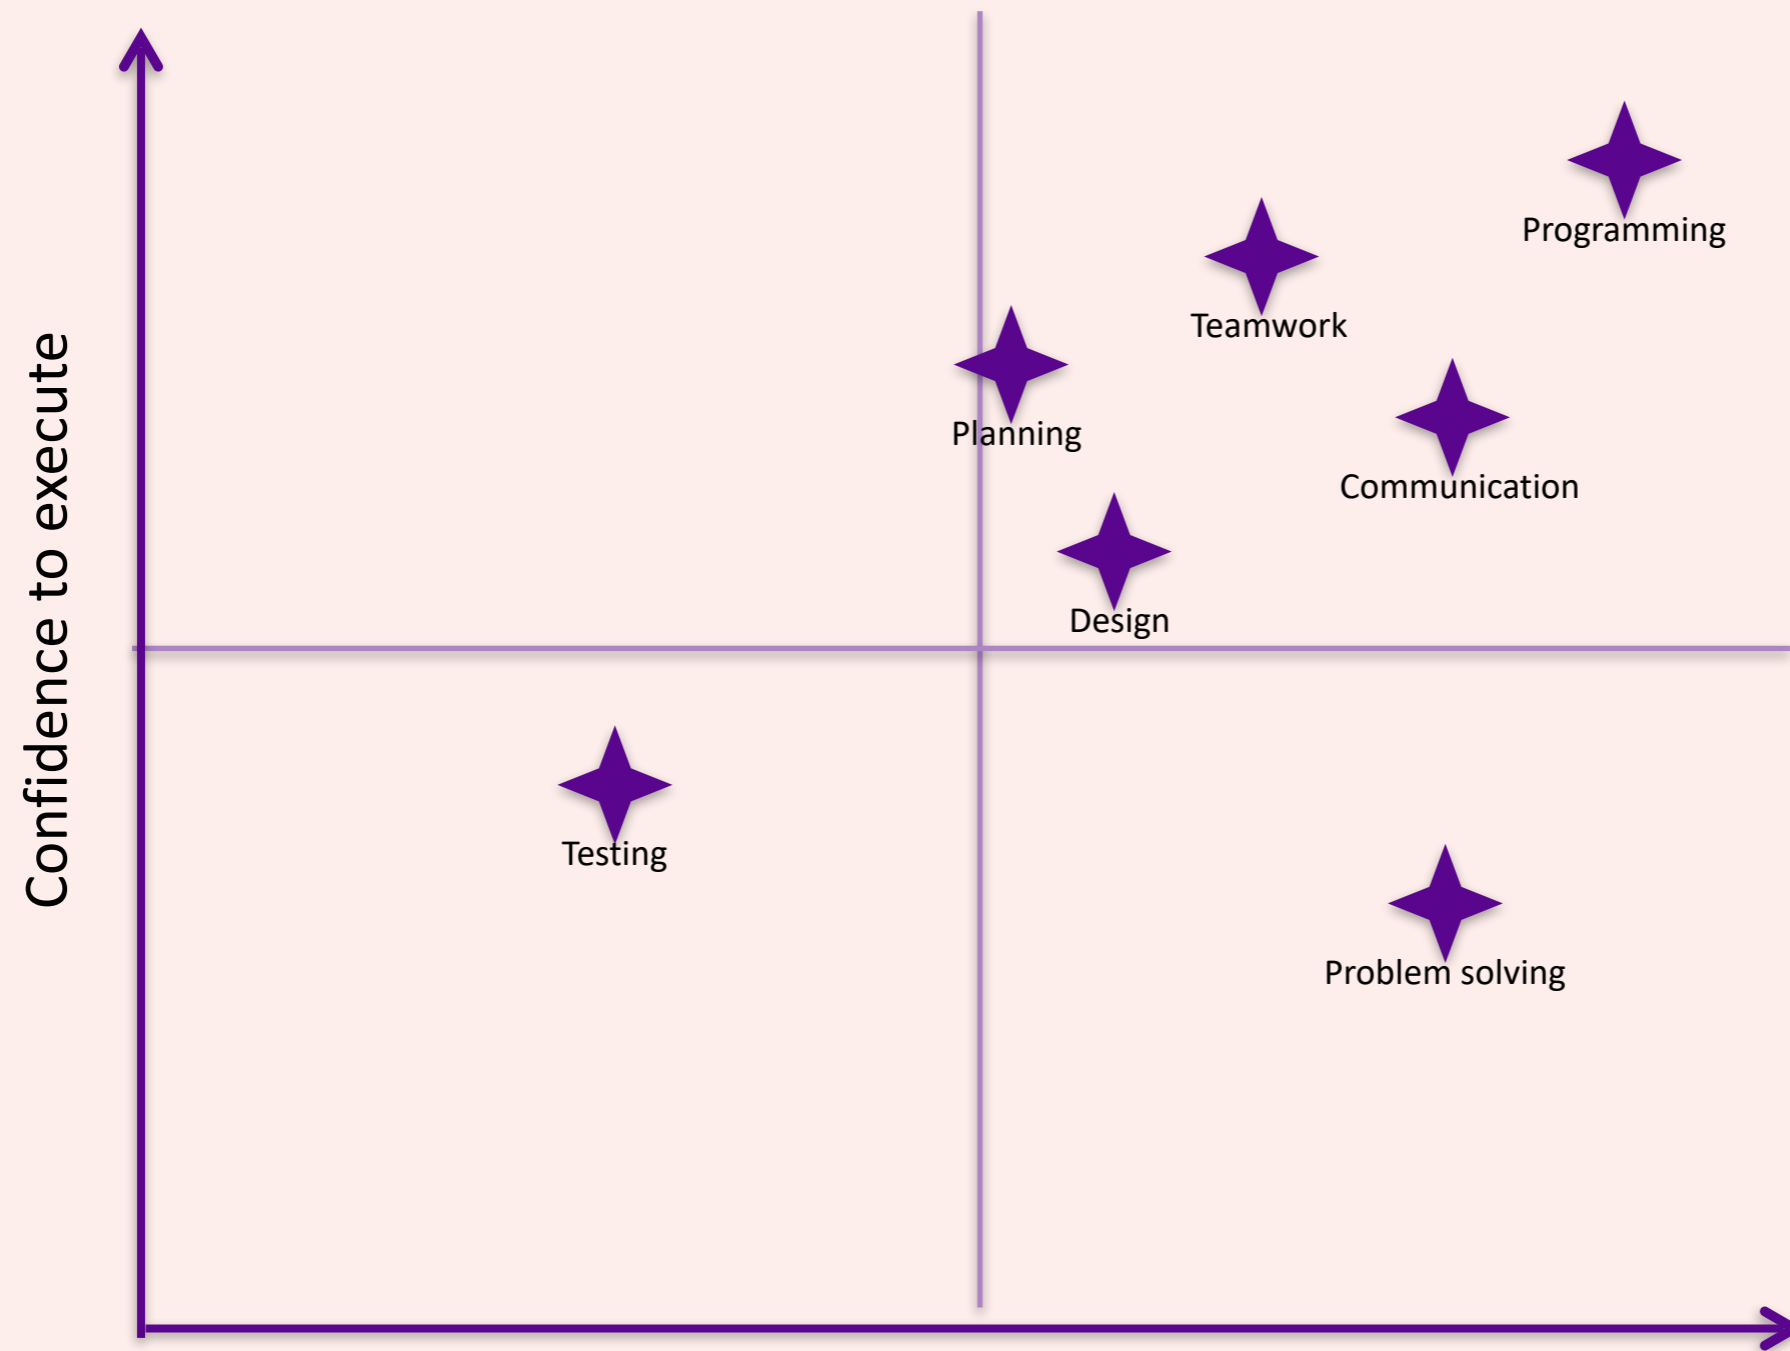 Confidence to execute
Programming
Teamwork
Planning
Communication
Design
Testing
Problem solving